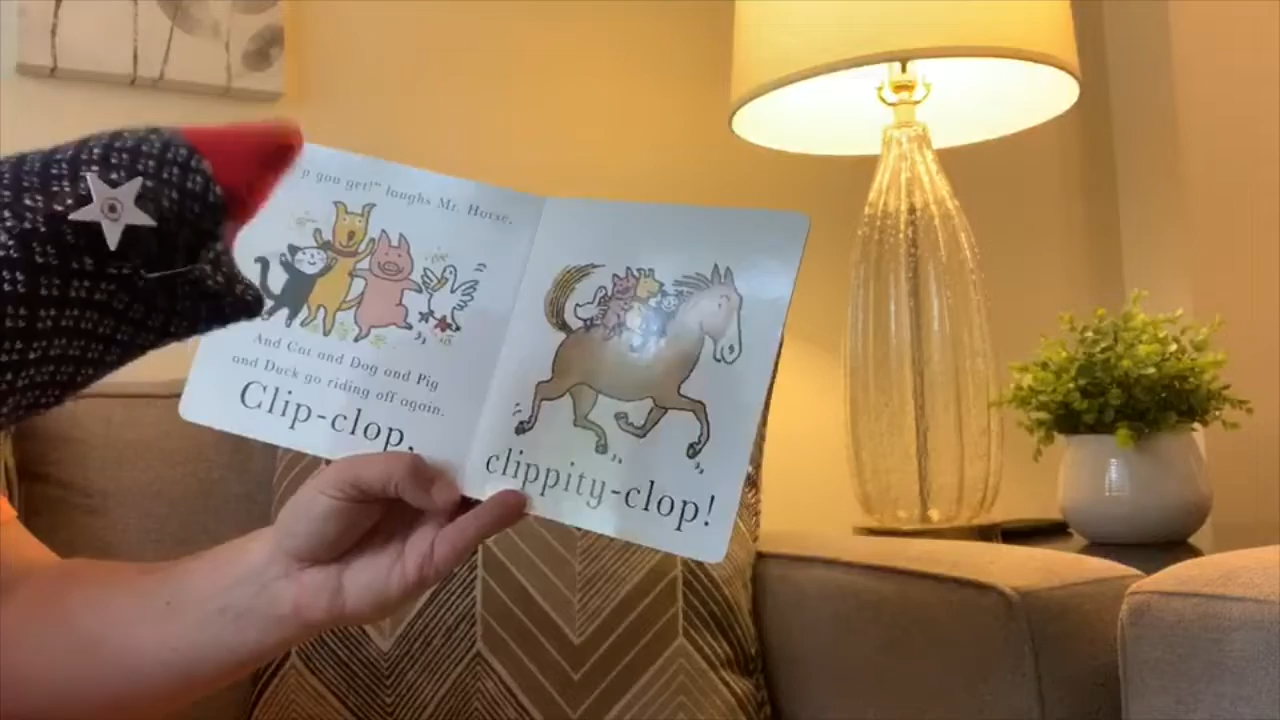 you get!" laughs Mr. Horse.
And Cat and Dog and Pig
and Duck go riding off again.
Clip-clop,
clippity-clop!